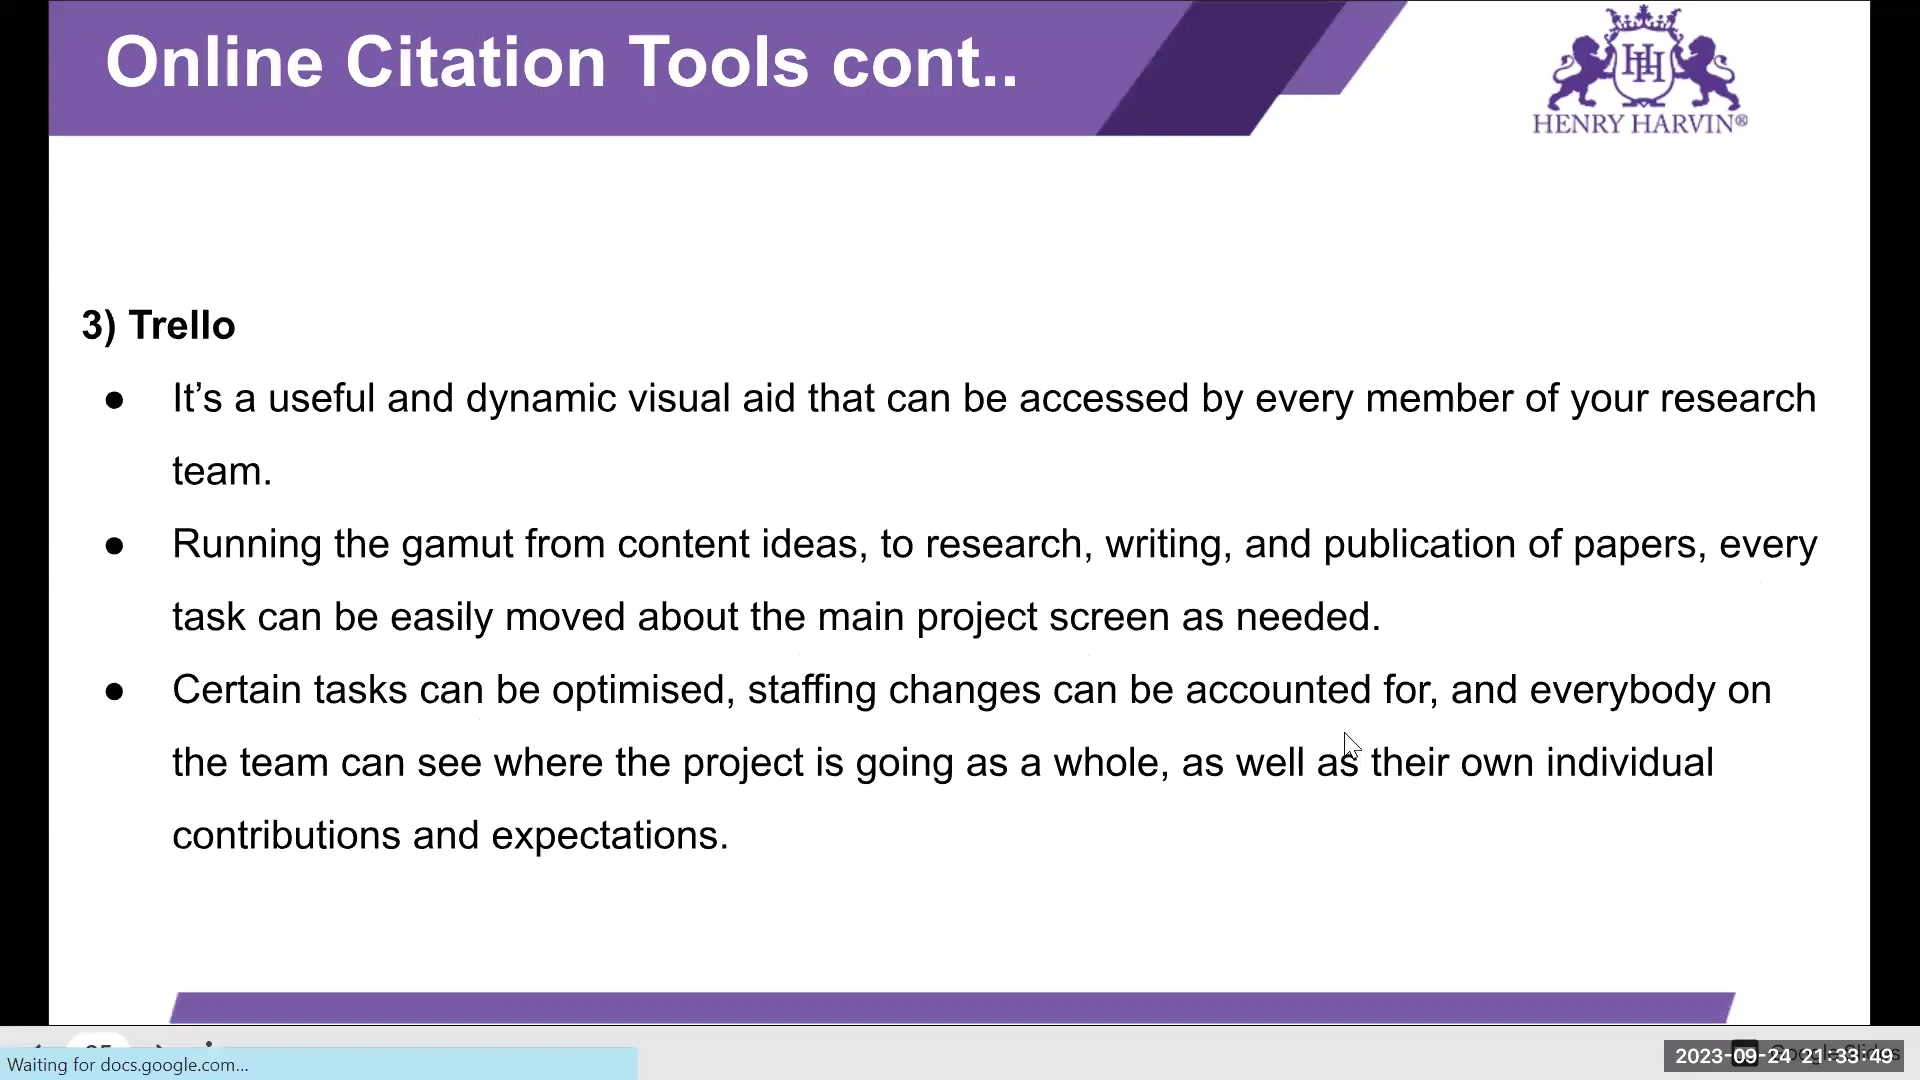 Online Citation Tools cont..
HENRY HARVIN®
3) Trello
● It’s a useful and dynamic visual aid that can be accessed by every member of your research
team.
● Running the gamut from content ideas, to research, writing, and publication of papers, every
task can be easily moved about the main project screen as needed.
● Certain tasks can be optimised, staffing changes can be accounted for, and everybody on
the team can see where the project is going as a whole, as well as their own individual
contributions and expectations.
Waiting for docs.google.com...
2023-09-24 21:33:49